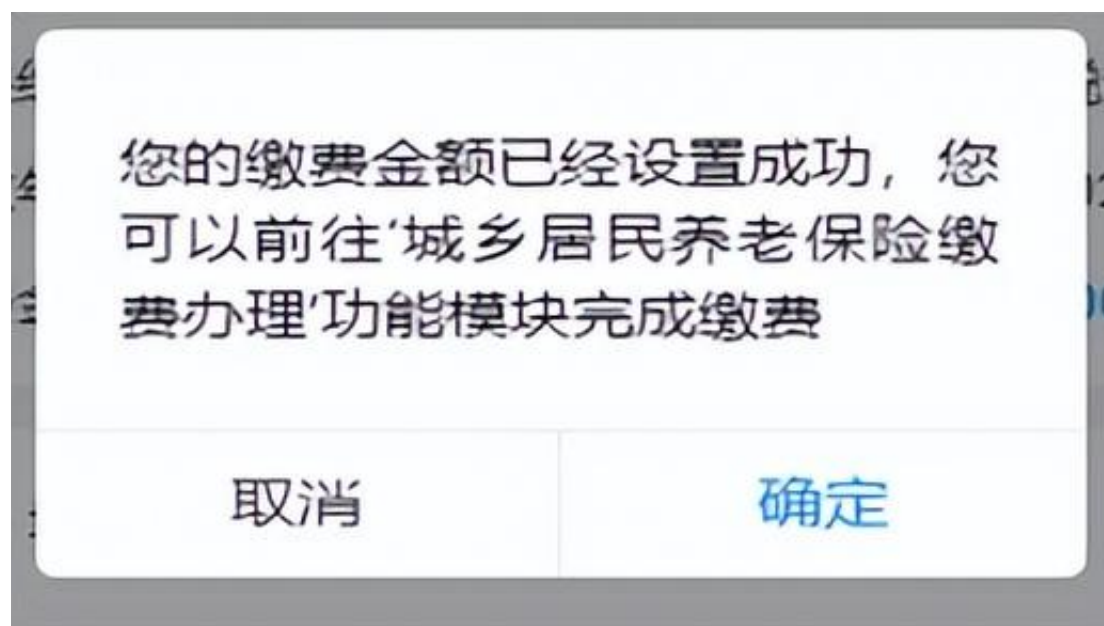 您的缴费金额已经设置成功，您
可以前往‘城乡居民养老保险缴
费办理’功能模块完成缴费
取消
确定